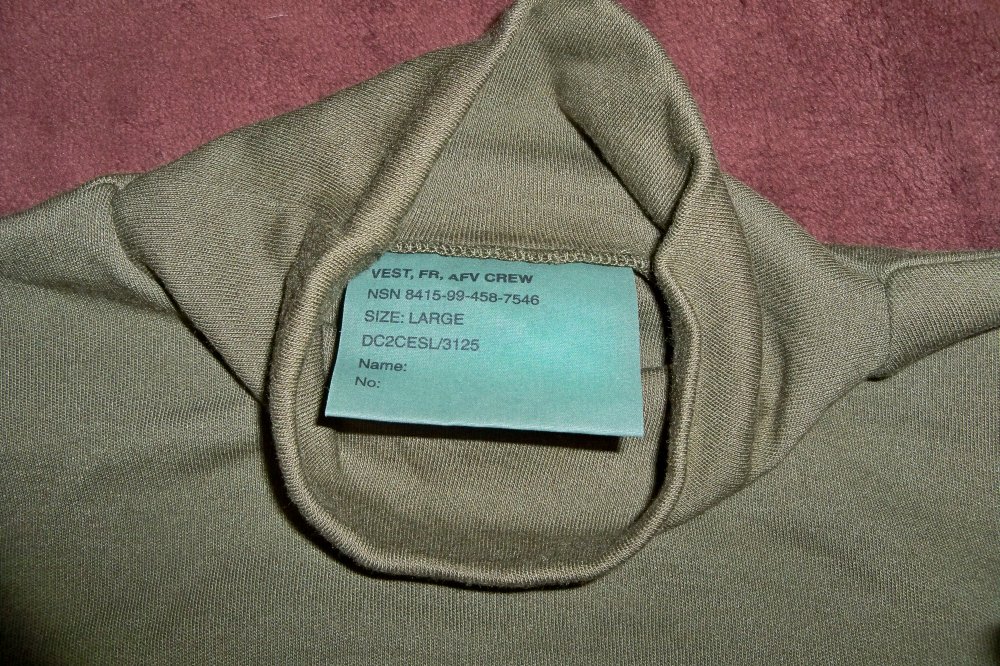 VEST, FR, AFV CREW
NSN 8415-99-458-7546
SIZE: LARGE
DC2CESL/3125
Name:
No: